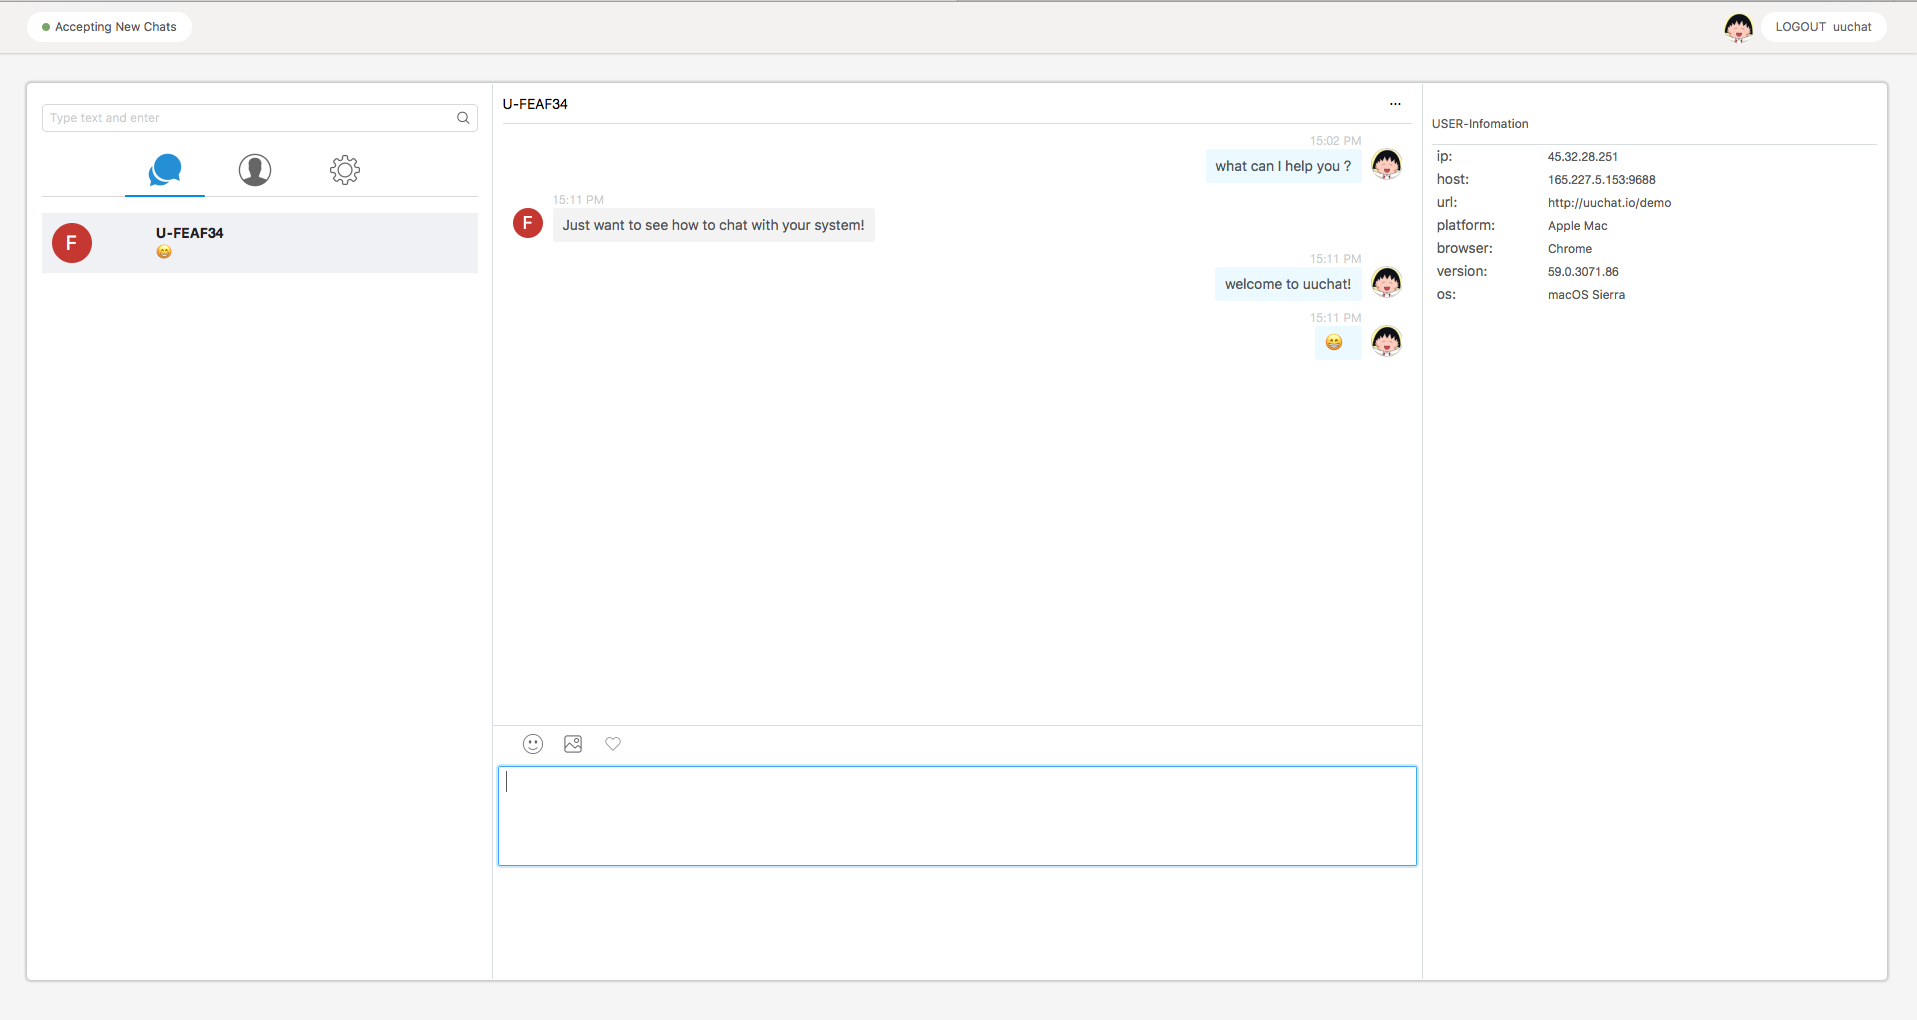 Accepting New Chats
LOGOUT uuchat
Type text and enter
U-FEAF34
😁
U-FEAF34
...
15:02 PM
what can I help you ?
15:11 PM
F
Just want to see how to chat with your system!
15:11 PM
welcome to uuchat!
15:11 PM
😁
F
USER-Infomation
ip: 45.32.28.251
host: 165.227.5.153:9688
url: http://uuchat.io/demo
platform: Apple Mac
browser: Chrome
version: 59.0.3071.86
os: macOS Sierra